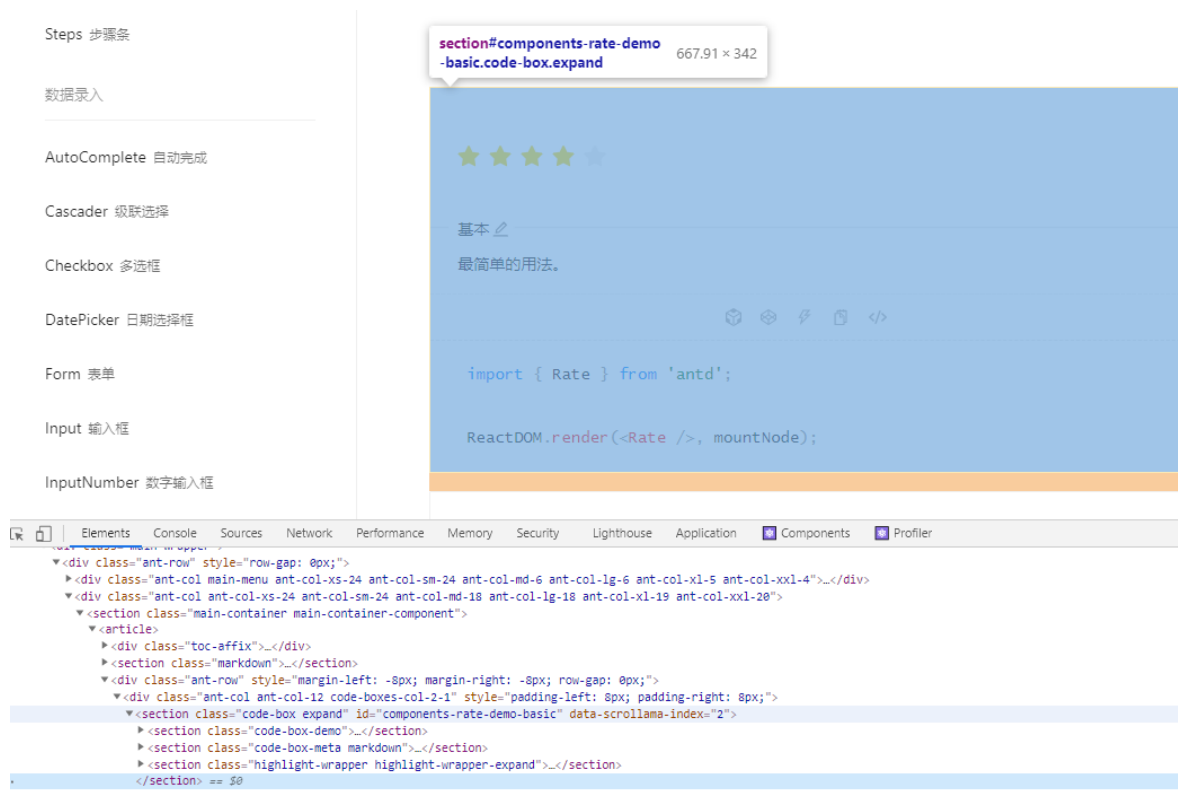 Steps 步骤条
数据录入
AutoComplete 自动完成
Cascader 级联选择
Checkbox 多选框
DatePicker 日期选择框
Form 表单
Input 输入框
InputNumber 数字输入框
section#components-rate-demo
-basic.code-box.expand
667.91 × 342
基本
最简单的用法。
</>
import { Rate } from 'antd';
ReactDOM.render(<Rate />, mountNode);
Elements Console Sources Network Performance Memory Security Lighthouse Application Components Profiler
<div class="main-wrapper">
▼<div class="ant-row" style="row-gap: 0px;">
▶<div class="ant-col main-menu ant-col-xs-24 ant-col-sm-24 ant-col-md-6 ant-col-lg-6 ant-col-xl-5 ant-col-xxl-4">…</div>
▼<div class="ant-col ant-col-xs-24 ant-col-sm-24 ant-col-md-18 ant-col-lg-18 ant-col-xl-19 ant-col-xxl-20">
▼<section class="main-container main-container-component">
▼<article>
▶<div class="toc-affix">…</div>
▶<section class="markdown">…</section>
▼<div class="ant-row" style="margin-left: -8px; margin-right: -8px; row-gap: 0px;">
▼<div class="ant-col ant-col-12 code-boxes-col-2-1" style="padding-left: 8px; padding-right: 8px;">
▼<section class="code-box expand" id="components-rate-demo-basic" data-scrollama-index="2">
▶<section class="code-box-demo">…</section>
▶<section class="code-box-meta markdown">…</section>
▶<section class="highlight-wrapper highlight-wrapper-expand">…</section>
</section> == $0